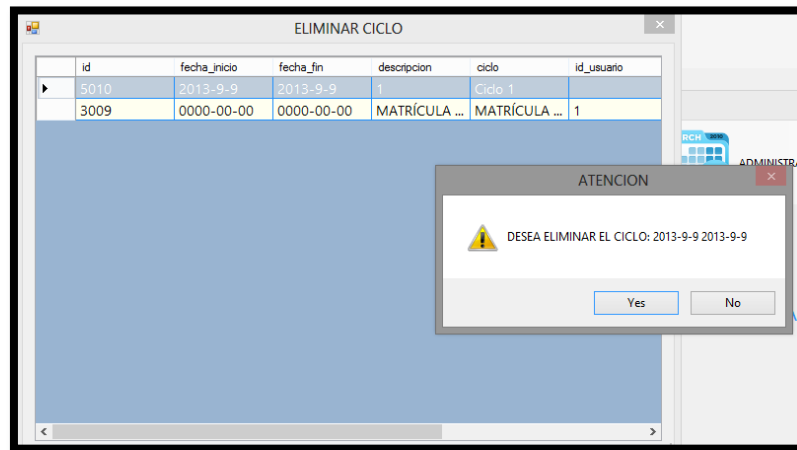 ELIMINAR CICLO
id fecha_inicio fecha_fin descripcion ciclo id_usuario
5010 2013-9-9 2013-9-9 1 Ciclo 1
3009 0000-00-00 0000-00-00 MATRÍCULA ... MATRÍCULA ... 1
RCH 2010
ADMINISTRA
ATENCION
DESEA ELIMINAR EL CICLO: 2013-9-9 2013-9-9
Yes No